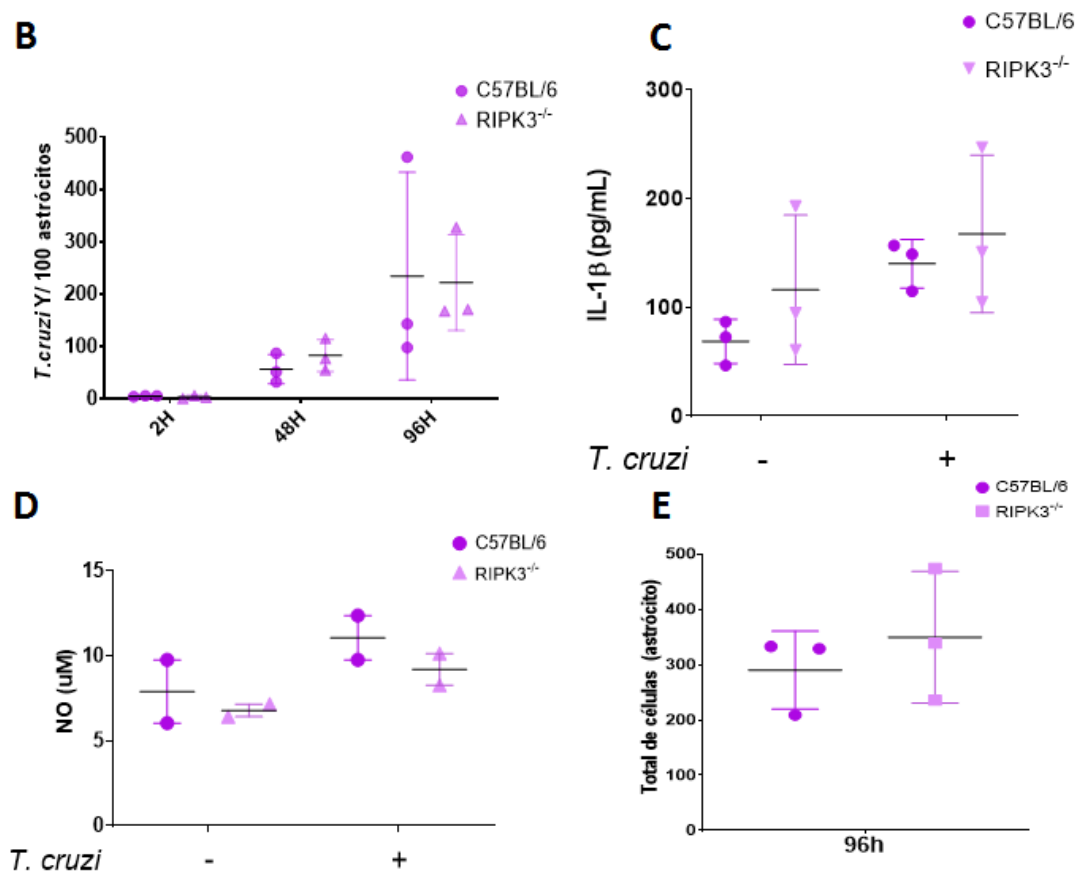 B
C57BL/6
RIPK3-/-
T.cruzi Y/ 100 astrócitos
500
400
300
200
100
0
2H
48H
96H
C
C57BL/6
RIPK3-/-
IL-1β (pg/mL)
300
200
100
0
T. cruzi - +
D
C57BL/6
RIPK3-/-
NO (uM)
15
10
5
0
T. cruzi - +
E
C57BL/6
RIPK3-/-
Total de células (astrócito)
500
400
300
200
100
0
96h